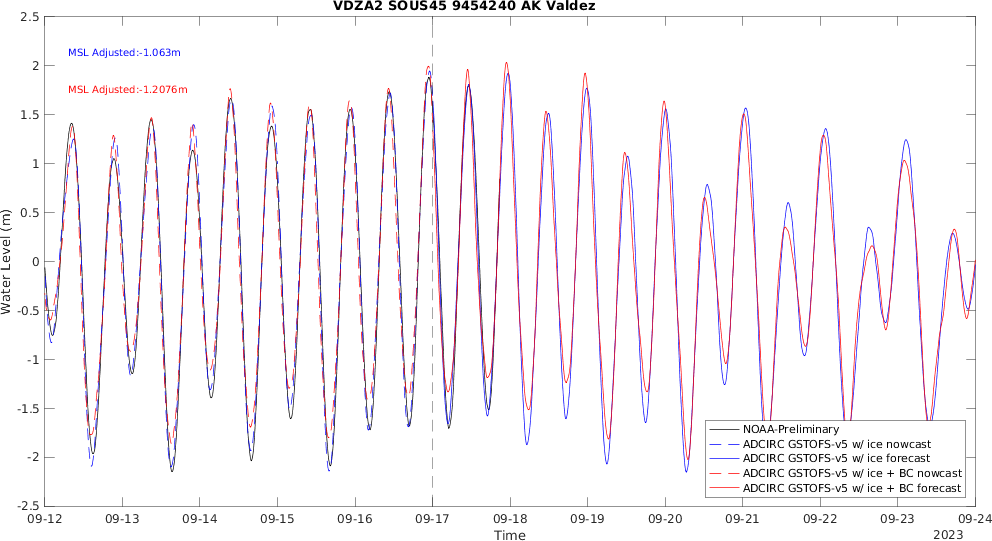 VDZA2 SOUS45 9454240 AK Valdez
MSL Adjusted:-1.063m
MSL Adjusted:-1.2076m
Water Level (m)
2.5
2
1.5
1
0.5
0
-0.5
-1
-1.5
-2
-2.5
NOAA-Preliminary
ADCIRC GSTOFS-v5 w/ ice nowcast
ADCIRC GSTOFS-v5 w/ ice forecast
ADCIRC GSTOFS-v5 w/ ice + BC nowcast
ADCIRC GSTOFS-v5 w/ ice + BC forecast
09-12 09-13 09-14 09-15 09-16 09-17 09-18 09-19 09-20 09-21 09-22 09-23 09-24
Time
2023